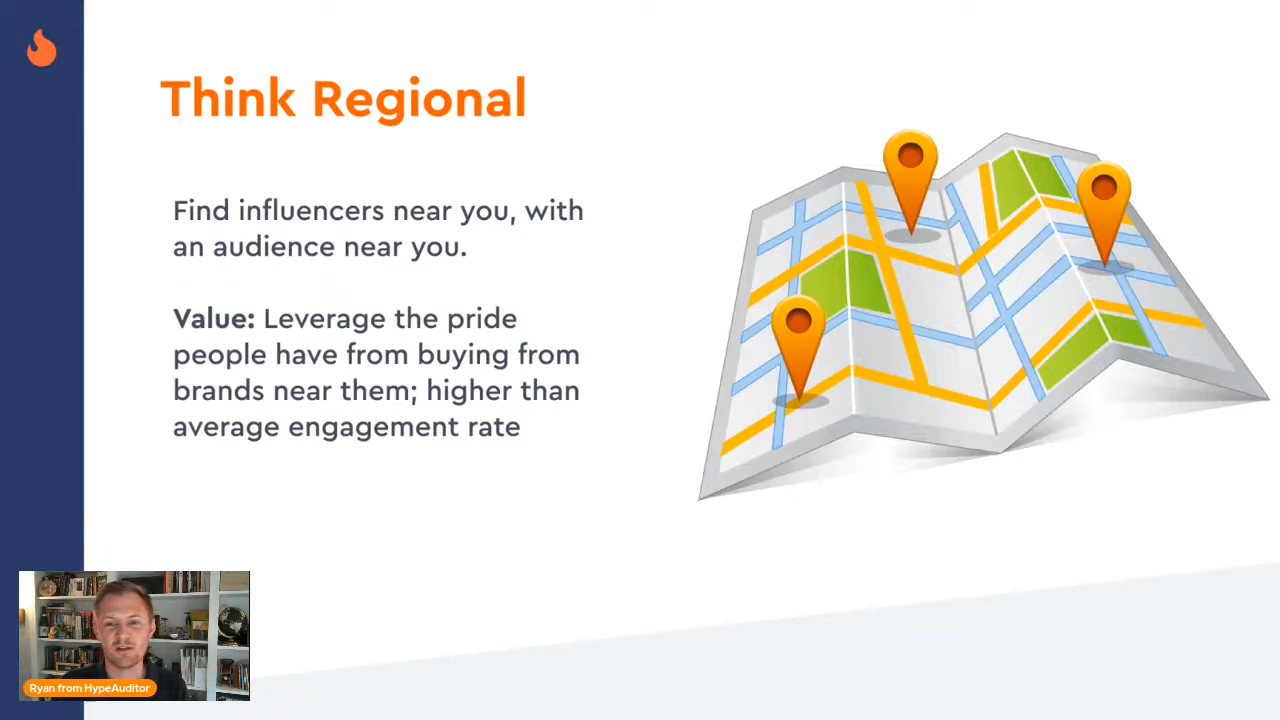 Think Regional
Find influencers near you, with
an audience near you.
Value: Leverage the pride
people have from buying from
brands near them; higher than
average engagement rate
Ryan from HypeAuditor